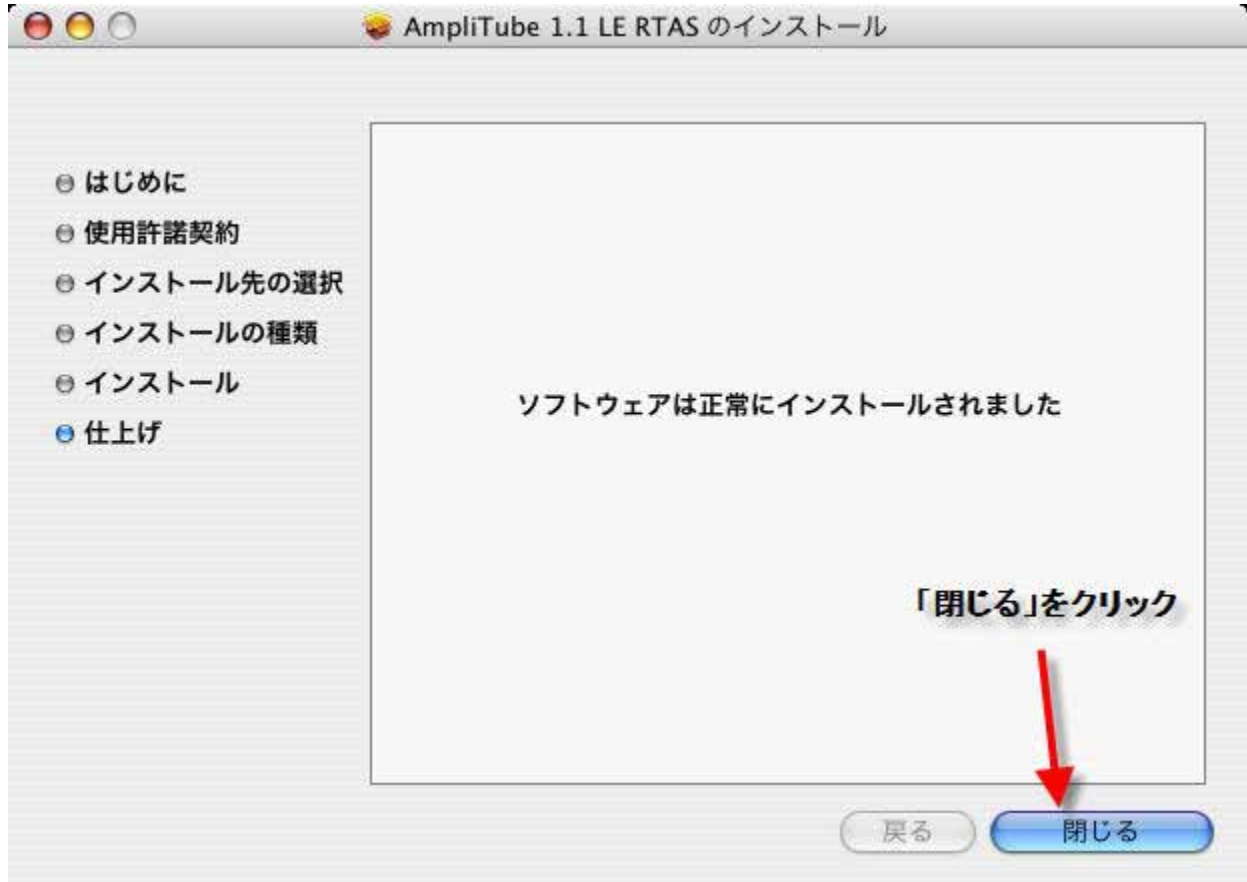 AmpliTube 1.1 LE RTAS のインストール
はじめに
使用許諾契約
インストール先の選択
インストールの種類
インストール
仕上げ
ソフトウェアは正常にインストールされました
「閉じる」をクリック
戻る
閉じる